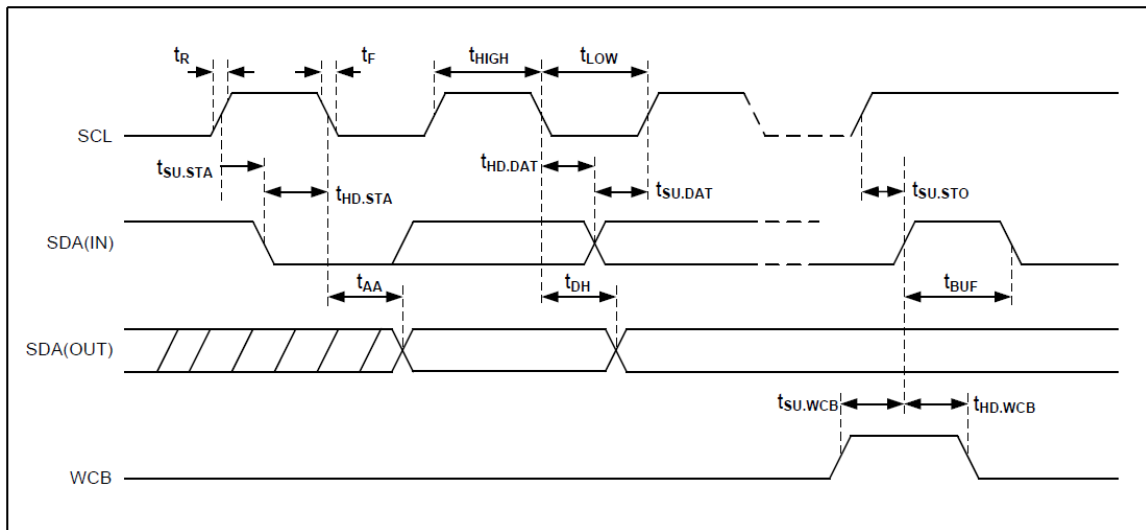 tR tF tHIGH tLOW
SCL
tSU.STA tHD.STA tHD.DAT tSU.DAT tSU.STO
SDA(IN)
tAA tDH tBUF
SDA(OUT)
tSU.WCB tHD.WCB
WCB